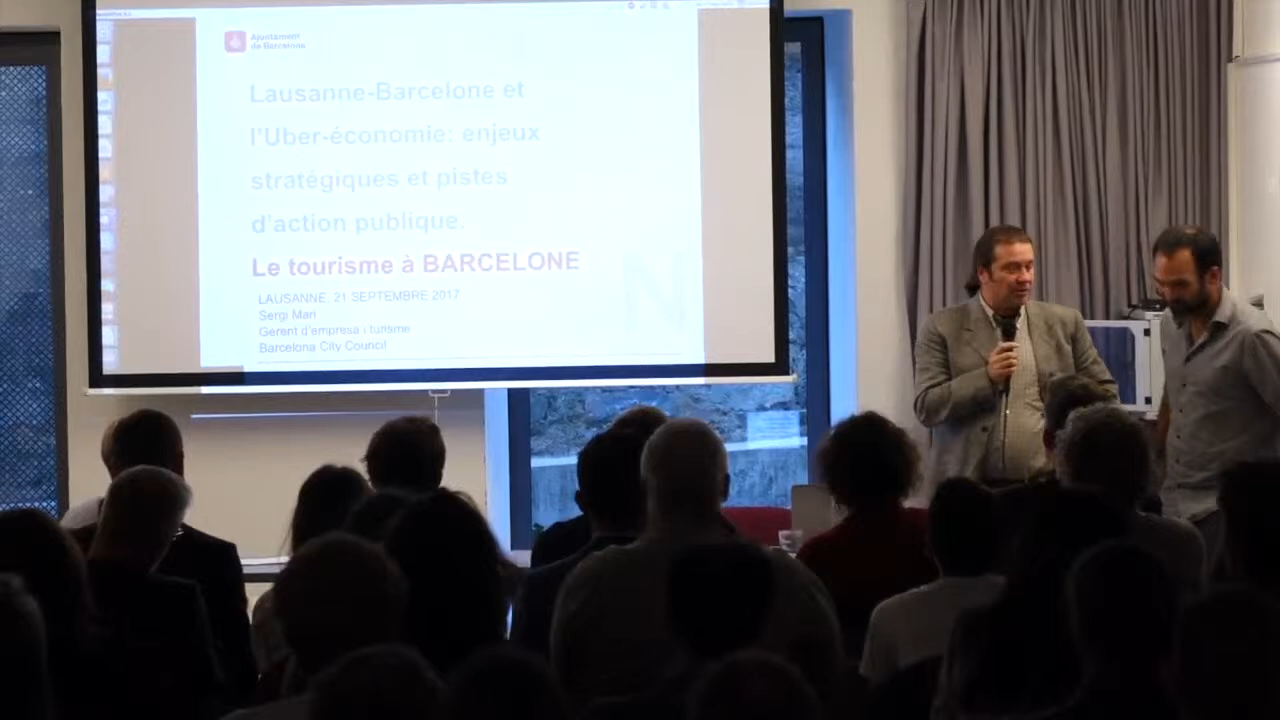 Ajuntament
de Barcelona
Lausanne-Barcelone et
l'Uber-économie: enjeux
stratégiques et pistes
d'action publique.
Le tourisme à BARCELONE
LAUSANNE, 21 SEPTEMBRE 2017
Sergi Marí
Gerent d'empresa i turisme
Barcelona City Council
N